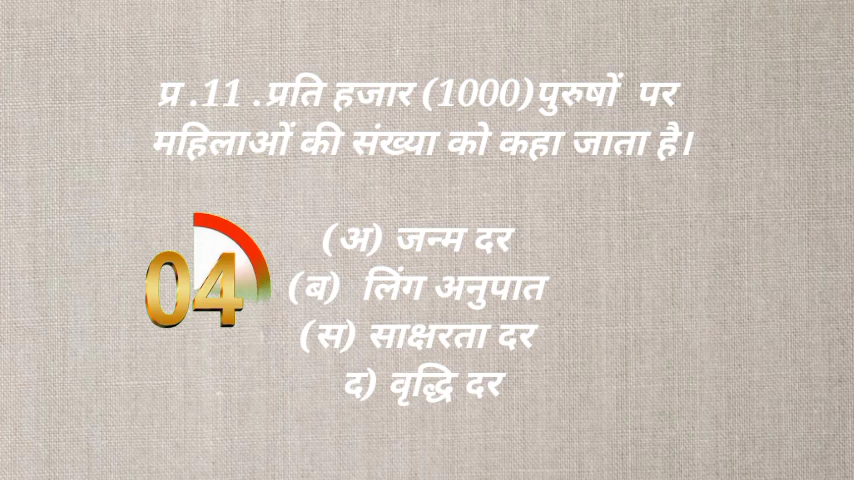 प्र .11 .प्रति हजार (1000)पुरुषों  पर
महिलाओं की संख्या को कहा जाता है।
(अ) जन्म दर
04
(ब)  लिंग अनुपात
(स) साक्षरता दर
द) वृद्धि दर